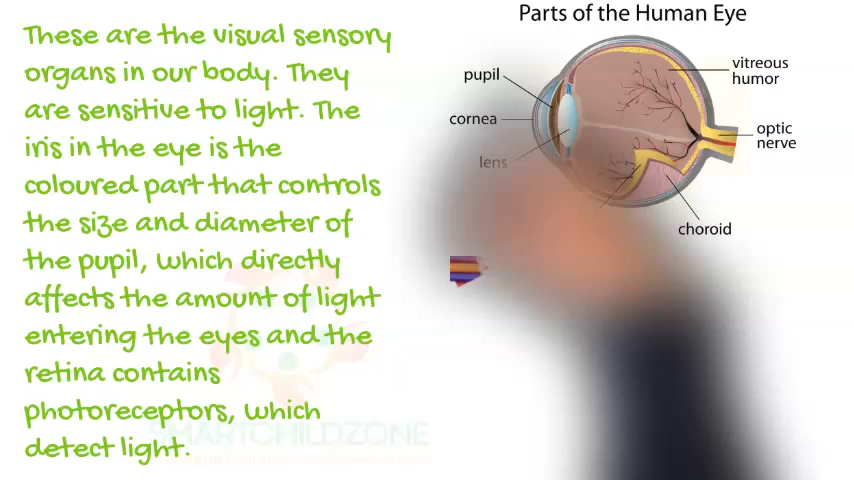 Parts of the Human Eye
These are the visual sensory
organs in our body. They
are sensitive to light. The
iris in the eye is the
coloured part that controls
the size and diameter of
the pupil, which directly
affects the amount of light
entering the eyes and the
retina contains
photoreceptors, which
detect light.
pupil
cornea
lens
vitreous
humor
optic
nerve
choroid
SMARTCHILDZONE